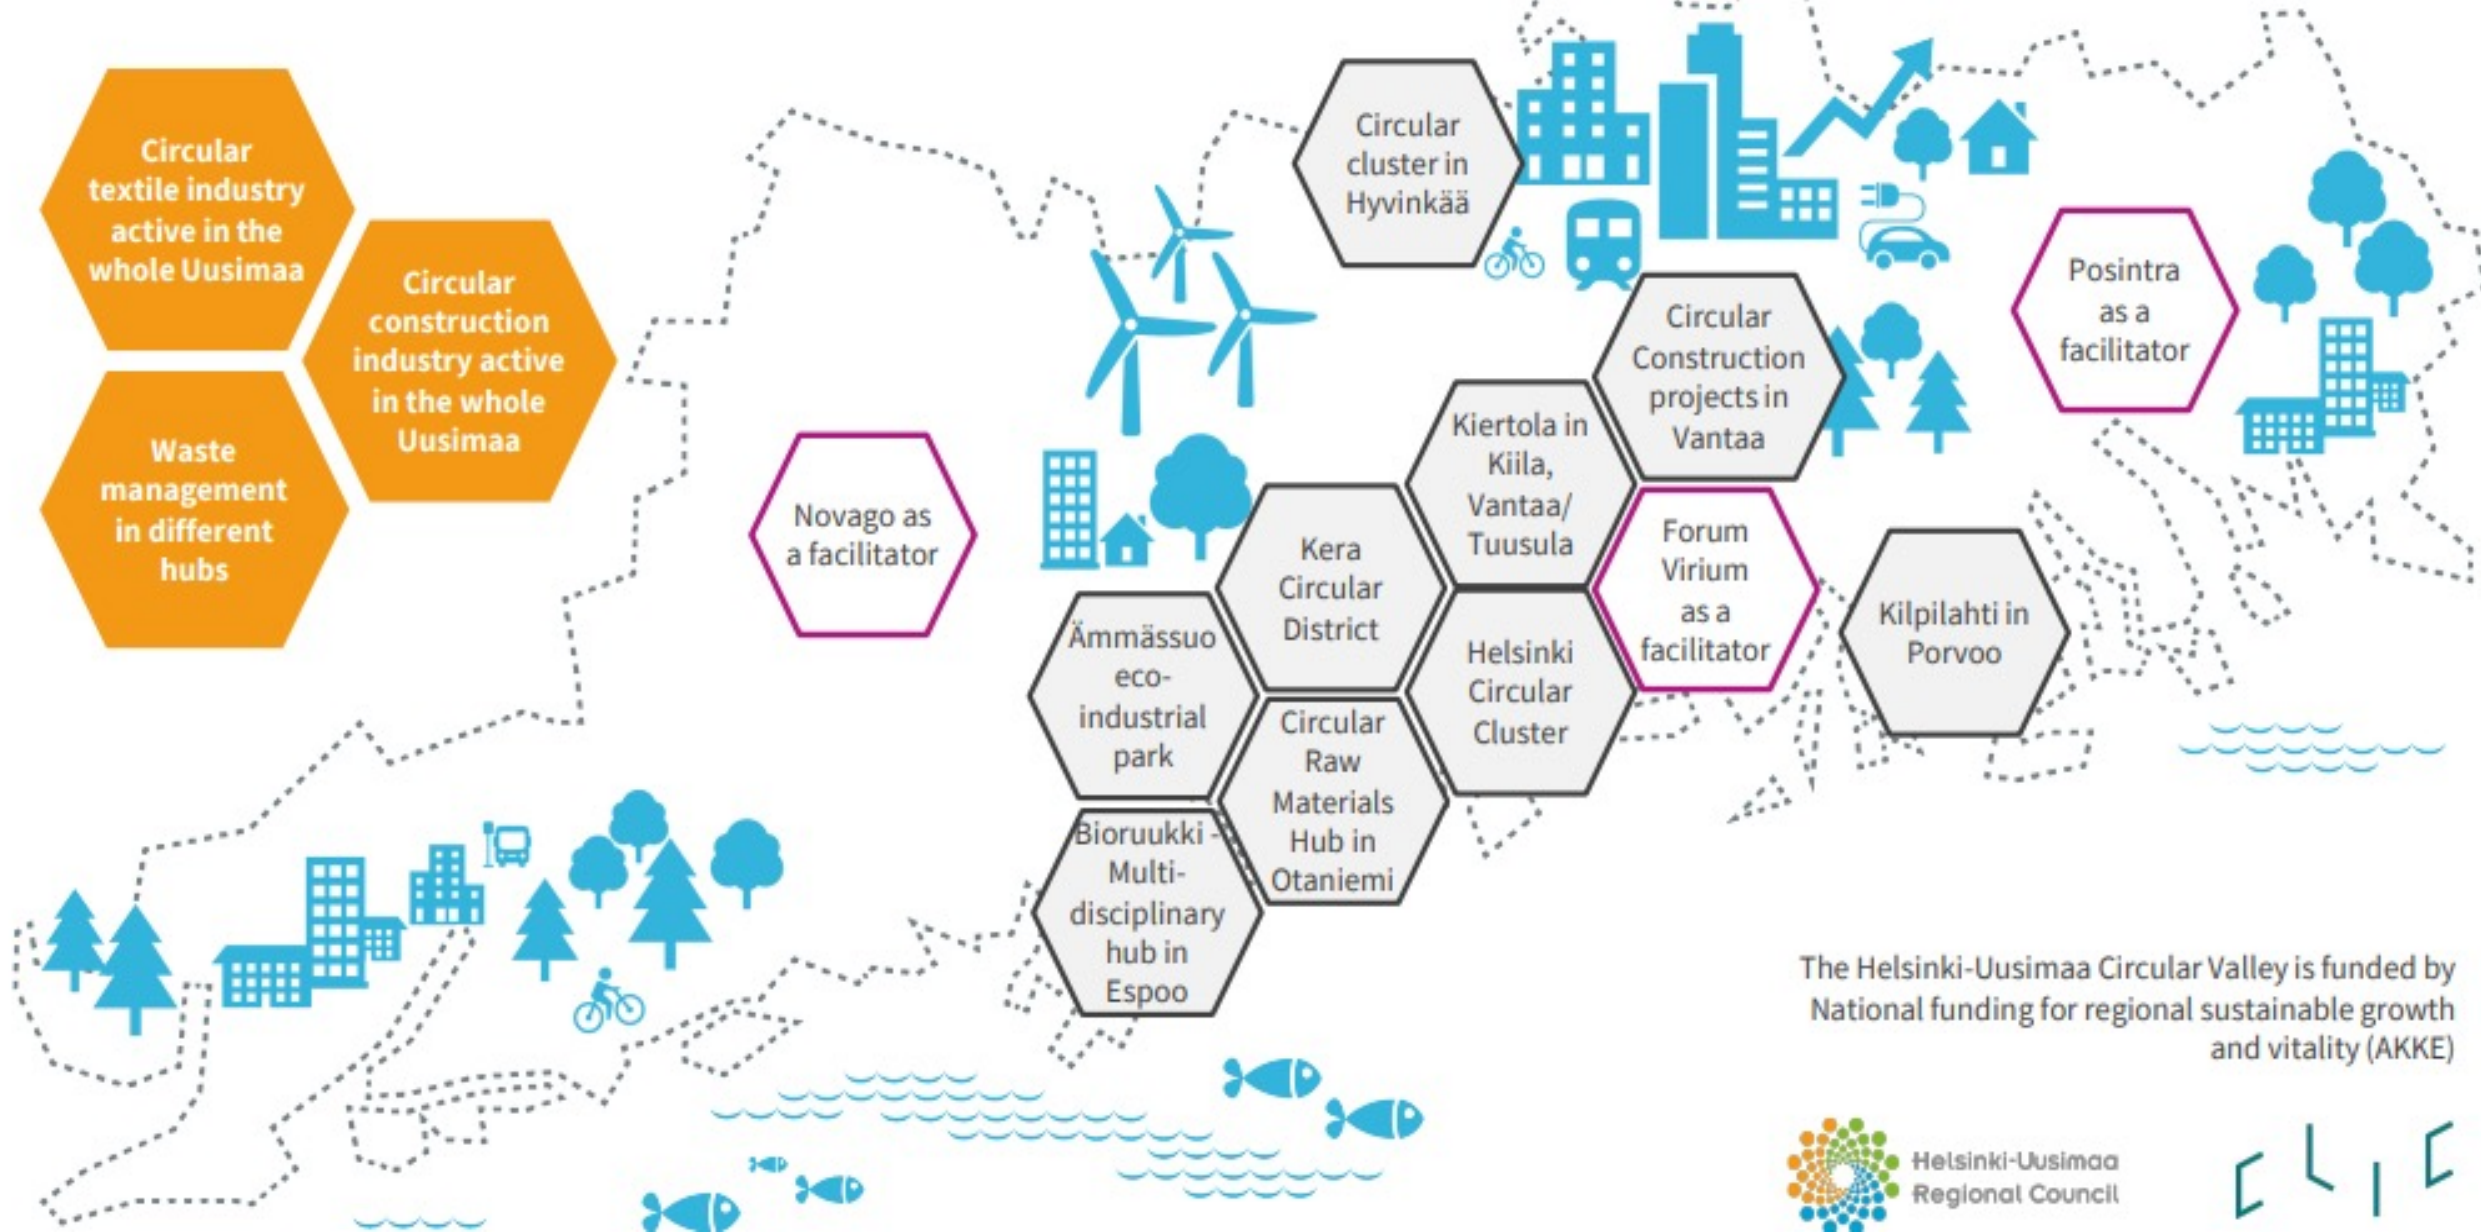 Circular
textile industry
active in the
whole Uusimaa
Circular
construction
industry active
in the whole
Uusimaa
Waste
management
in different
hubs
Circular
cluster in
Hyvinkää
Circular
Construction
projects in
Vantaa
Posintra
as a
facilitator
Novago as
a facilitator
Kiertola in
Kiila,
Vantaa/
Tuusula
Kera
Circular
District
Forum
Virium
as a
facilitator
Kilpilahti in
Porvoo
Ämmässuo
eco-
industrial
park
Helsinki
Circular
Cluster
Circular
Raw
Materials
Hub in
Otaniemi
Bioruukki -
Multi-
disciplinary
hub in
Espoo
The Helsinki-Uusimaa Circular Valley is funded by
National funding for regional sustainable growth
and vitality (AKKE)
Helsinki-Uusimaa
Regional Council
CLIC